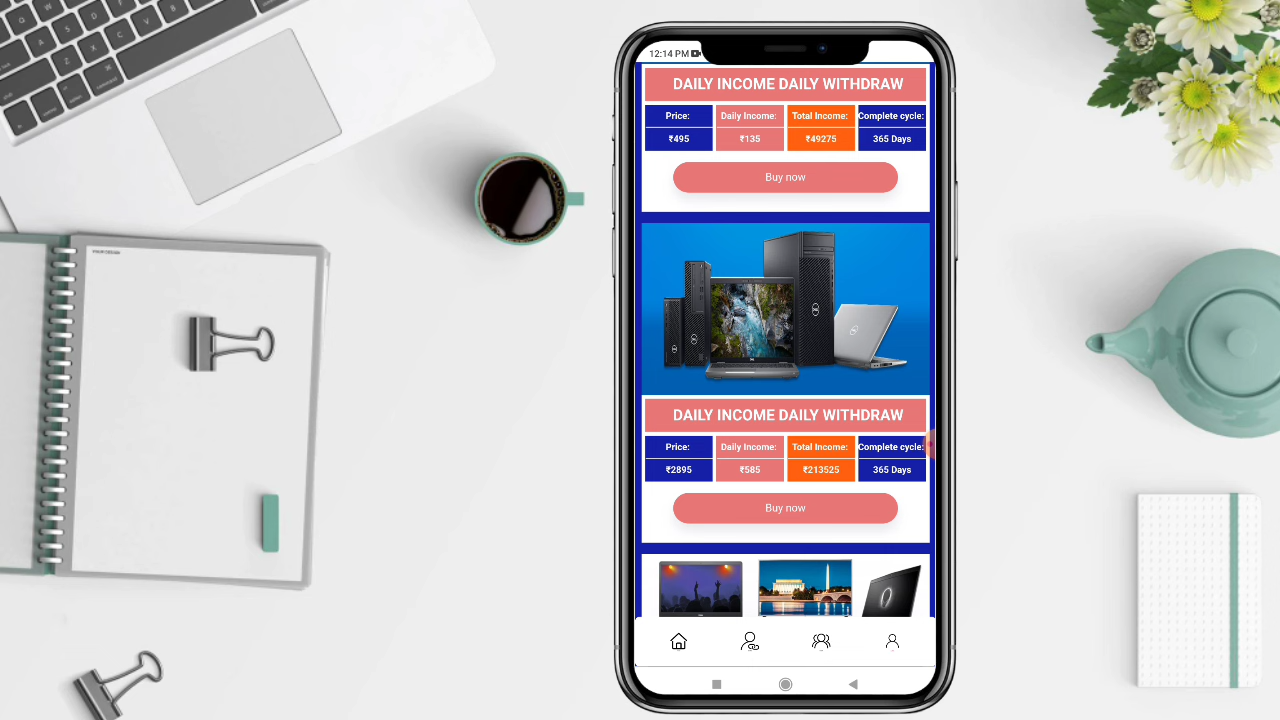 12:14 PM
DAILY INCOME DAILY WITHDRAW
Price: Daily Income: Total Income: Complete cycle:
₹495 ₹135 ₹49275 365 Days
Buy now
DAILY INCOME DAILY WITHDRAW
Price: Daily Income: Total Income: Complete cycle:
₹2895 ₹585 ₹213525 365 Days
Buy now